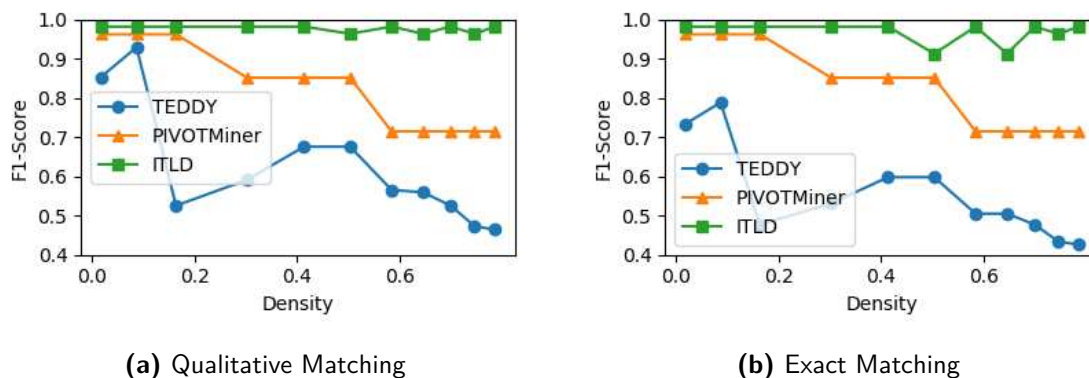 1.0
0.9
0.8
0.7
0.6
0.5
0.4
F1-Score
TEDDY
PIVOTMiner
ITLD
0.0 0.2 0.4 0.6
Density
(a) Qualitative Matching
1.0
0.9
0.8
0.7
0.6
0.5
0.4
F1-Score
TEDDY
PIVOTMiner
ITLD
0.0 0.2 0.4 0.6
Density
(b) Exact Matching